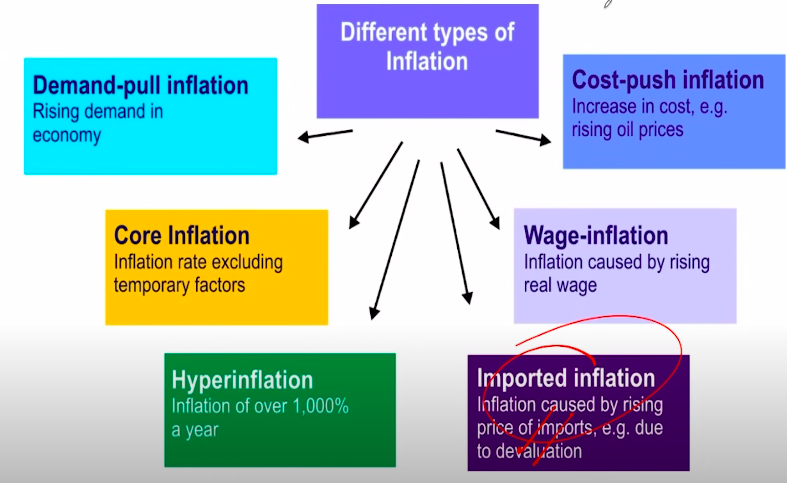 Different types of
Inflation
Demand-pull inflation
Rising demand in
economy
Cost-push inflation
Increase in cost, e.g.
rising oil prices
Core Inflation
Inflation rate excluding
temporary factors
Wage-inflation
Inflation caused by rising
real wage
Hyperinflation
Inflation of over 1,000%
a year
Imported inflation
Inflation caused by rising
price of imports, e.g. due
to devaluation